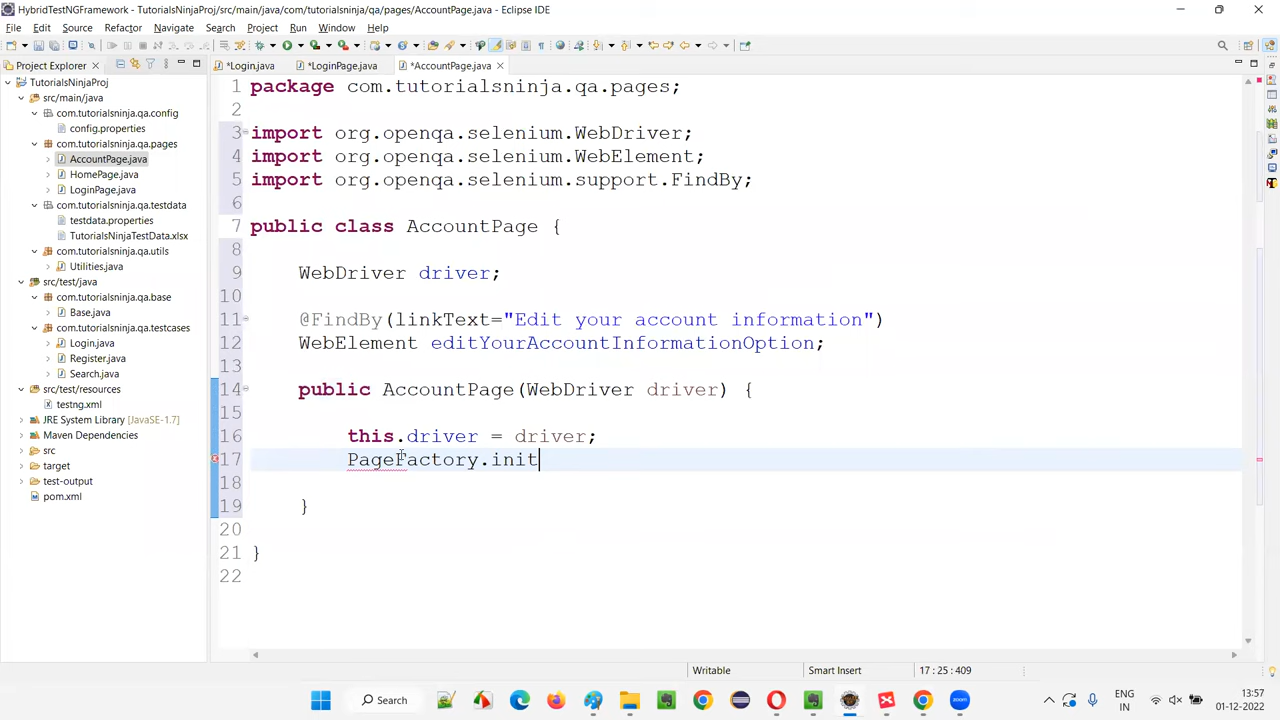 HybridTestNGFramework - TutorialsNinjaProj/src/main/java/com/tutorialsninja/qa/pages/AccountPage.java - Eclipse IDE
File Edit Source Refactor Navigate Search Project Run Window Help
Project Explorer
*Login.java *LoginPage.java *AccountPage.java
TutorialsNinjaProj
src/main/java
com.tutorialsninja.qa.config
config.properties
com.tutorialsninja.qa.pages
AccountPage.java
HomePage.java
LoginPage.java
com.tutorialsninja.qa.testdata
testdata.properties
TutorialsNinjaTestData.xlsx
com.tutorialsninja.qa.utils
Utilities.java
src/test/java
com.tutorialsninja.qa.base
Base.java
com.tutorialsninja.qa.testcases
Login.java
Register.java
Search.java
src/test/resources
testng.xml
JRE System Library [JavaSE-1.7]
Maven Dependencies
src
target
test-output
pom.xml
1 package com.tutorialsninja.qa.pages;
2
3 import org.openqa.selenium.WebDriver;
4 import org.openqa.selenium.WebElement;
5 import org.openqa.selenium.support.FindBy;
6
7 public class AccountPage {
8
9 WebDriver driver;
10
11 @FindBy(linkText="Edit your account information")
12 WebElement editYourAccountInformationOption;
13
14 public AccountPage(WebDriver driver) {
15
16 this.driver = driver;
17 PageFactory.init
18
19 }
20
21 }
22
Writable Smart Insert 17 : 25 : 409
Search
ENG IN
13:57
01-12-2022